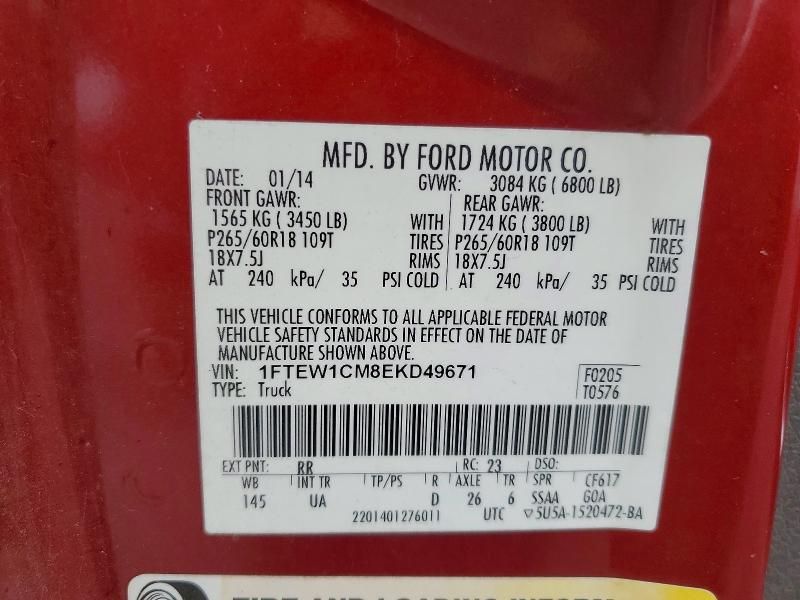 MFD. BY FORD MOTOR CO.
DATE: 01/14 GVWR: 3084 KG ( 6800 LB)
FRONT GAWR: REAR GAWR:
1565 KG ( 3450 LB) WITH 1724 KG ( 3800 LB) WITH
P265/60R18 109T TIRES P265/60R18 109T TIRES
18X7.5J RIMS 18X7.5J RIMS
AT 240 kPa/ 35 PSI COLD AT 240 kPa/ 35 PSI COLD
THIS VEHICLE CONFORMS TO ALL APPLICABLE FEDERAL MOTOR
VEHICLE SAFETY STANDARDS IN EFFECT ON THE DATE OF
MANUFACTURE SHOWN ABOVE.
VIN: 1FTEW1CM8EKD49671 F0205
TYPE: Truck T0576
EXT PNT: RR RC: 23 DSO:
WB INT TR TP/PS R AXLE TR SPR CF617
145 UA D 26 6 SSAA GOA
2201401276011 UTC ▽5U5A-1520472-BA
TIRE AND LOADING INFORM